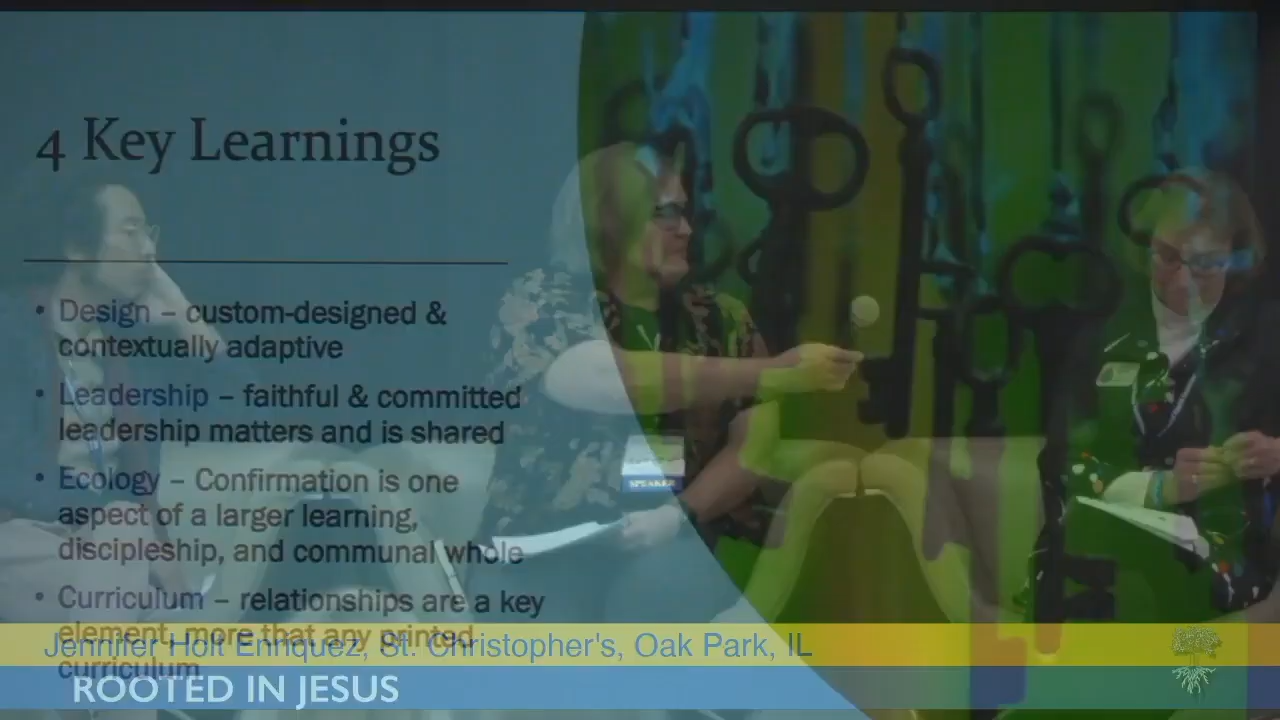 4 Key Learnings
• Design – custom-designed &
contextually adaptive
• Leadership – faithful & committed
leadership matters and is shared
• Ecology – Confirmation is one
aspect of a larger learning,
discipleship, and communal whole
• Curriculum – relationships are a key
element, more that any printed
curriculum
SPEAKER
Jennifer Holt Enriquez, St. Christopher's, Oak Park, IL
ROOTED IN JESUS